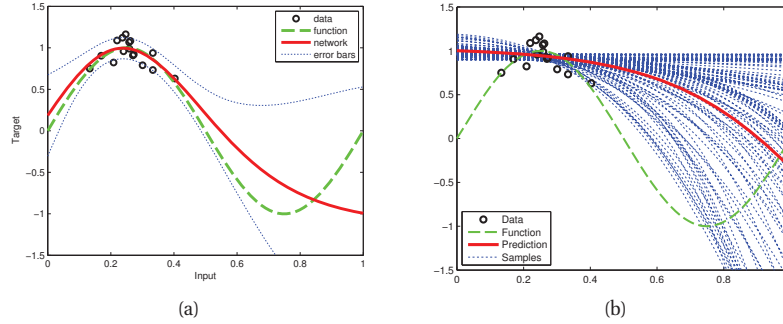 data
function
network
error bars
1.5
1
0.5
0
-0.5
-1
-1.5
Target
0
0.2
0.4
0.6
0.8
1
Input
(a)
1.5
1
0.5
0
-0.5
-1
-1.5
Data
Function
Prediction
Samples
0
0.2
0.4
0.6
0.8
(b)